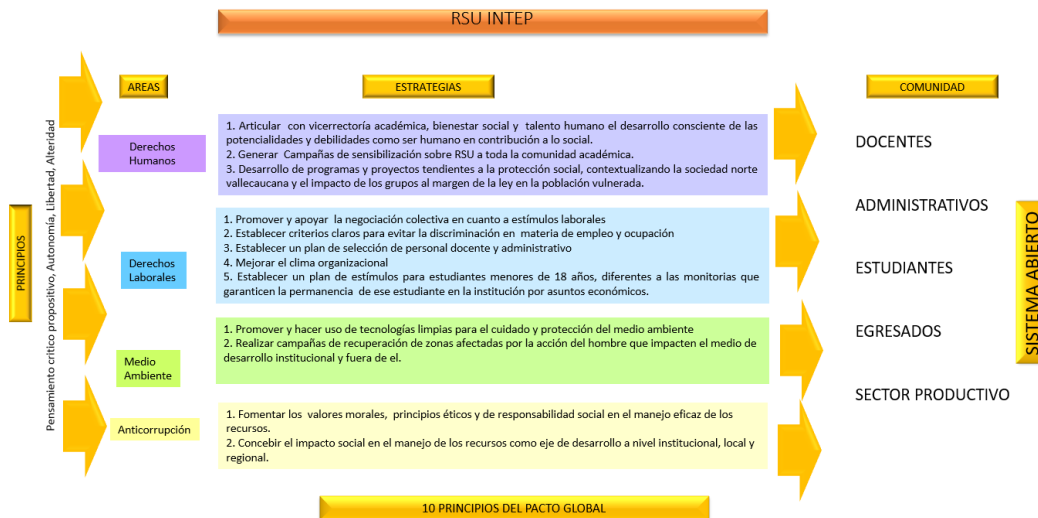 RSU INTEP
AREAS
ESTRATEGIAS
COMUNIDAD
PRINCIPIOS
Pensamiento critico propositivo, Autonomía, Libertad, Alteridad
Derechos
Humanos
1. Articular con vicerrectoría académica, bienestar social y talento humano el desarrollo consciente de las
potencialidades y debilidades como ser humano en contribución a lo social.
2. Generar Campañas de sensibilización sobre RSU a toda la comunidad académica.
3. Desarrollo de programas y proyectos tendientes a la protección social, contextualizando la sociedad norte
vallecaucana y el impacto de los grupos al margen de la ley en la población vulnerada.
Derechos
Laborales
1. Promover y apoyar la negociación colectiva en cuanto a estímulos laborales
2. Establecer criterios claros para evitar la discriminación en materia de empleo y ocupación
3. Establecer un plan de selección de personal docente y administrativo
4. Mejorar el clima organizacional
5. Establecer un plan de estímulos para estudiantes menores de 18 años, diferentes a las monitorias que
garanticen la permanencia de ese estudiante en la institución por asuntos económicos.
Medio
Ambiente
1. Promover y hacer uso de tecnologías limpias para el cuidado y protección del medio ambiente
2. Realizar campañas de recuperación de zonas afectadas por la acción del hombre que impacten el medio de
desarrollo institucional y fuera de el.
Anticorrupción
1. Fomentar los valores morales, principios éticos y de responsabilidad social en el manejo eficaz de los
recursos.
2. Concebir el impacto social en el manejo de los recursos como eje de desarrollo a nivel institucional, local y
regional.
DOCENTES
ADMINISTRATIVOS
ESTUDIANTES
EGRESADOS
SECTOR PRODUCTIVO
SISTEMA ABIERTO
10 PRINCIPIOS DEL PACTO GLOBAL